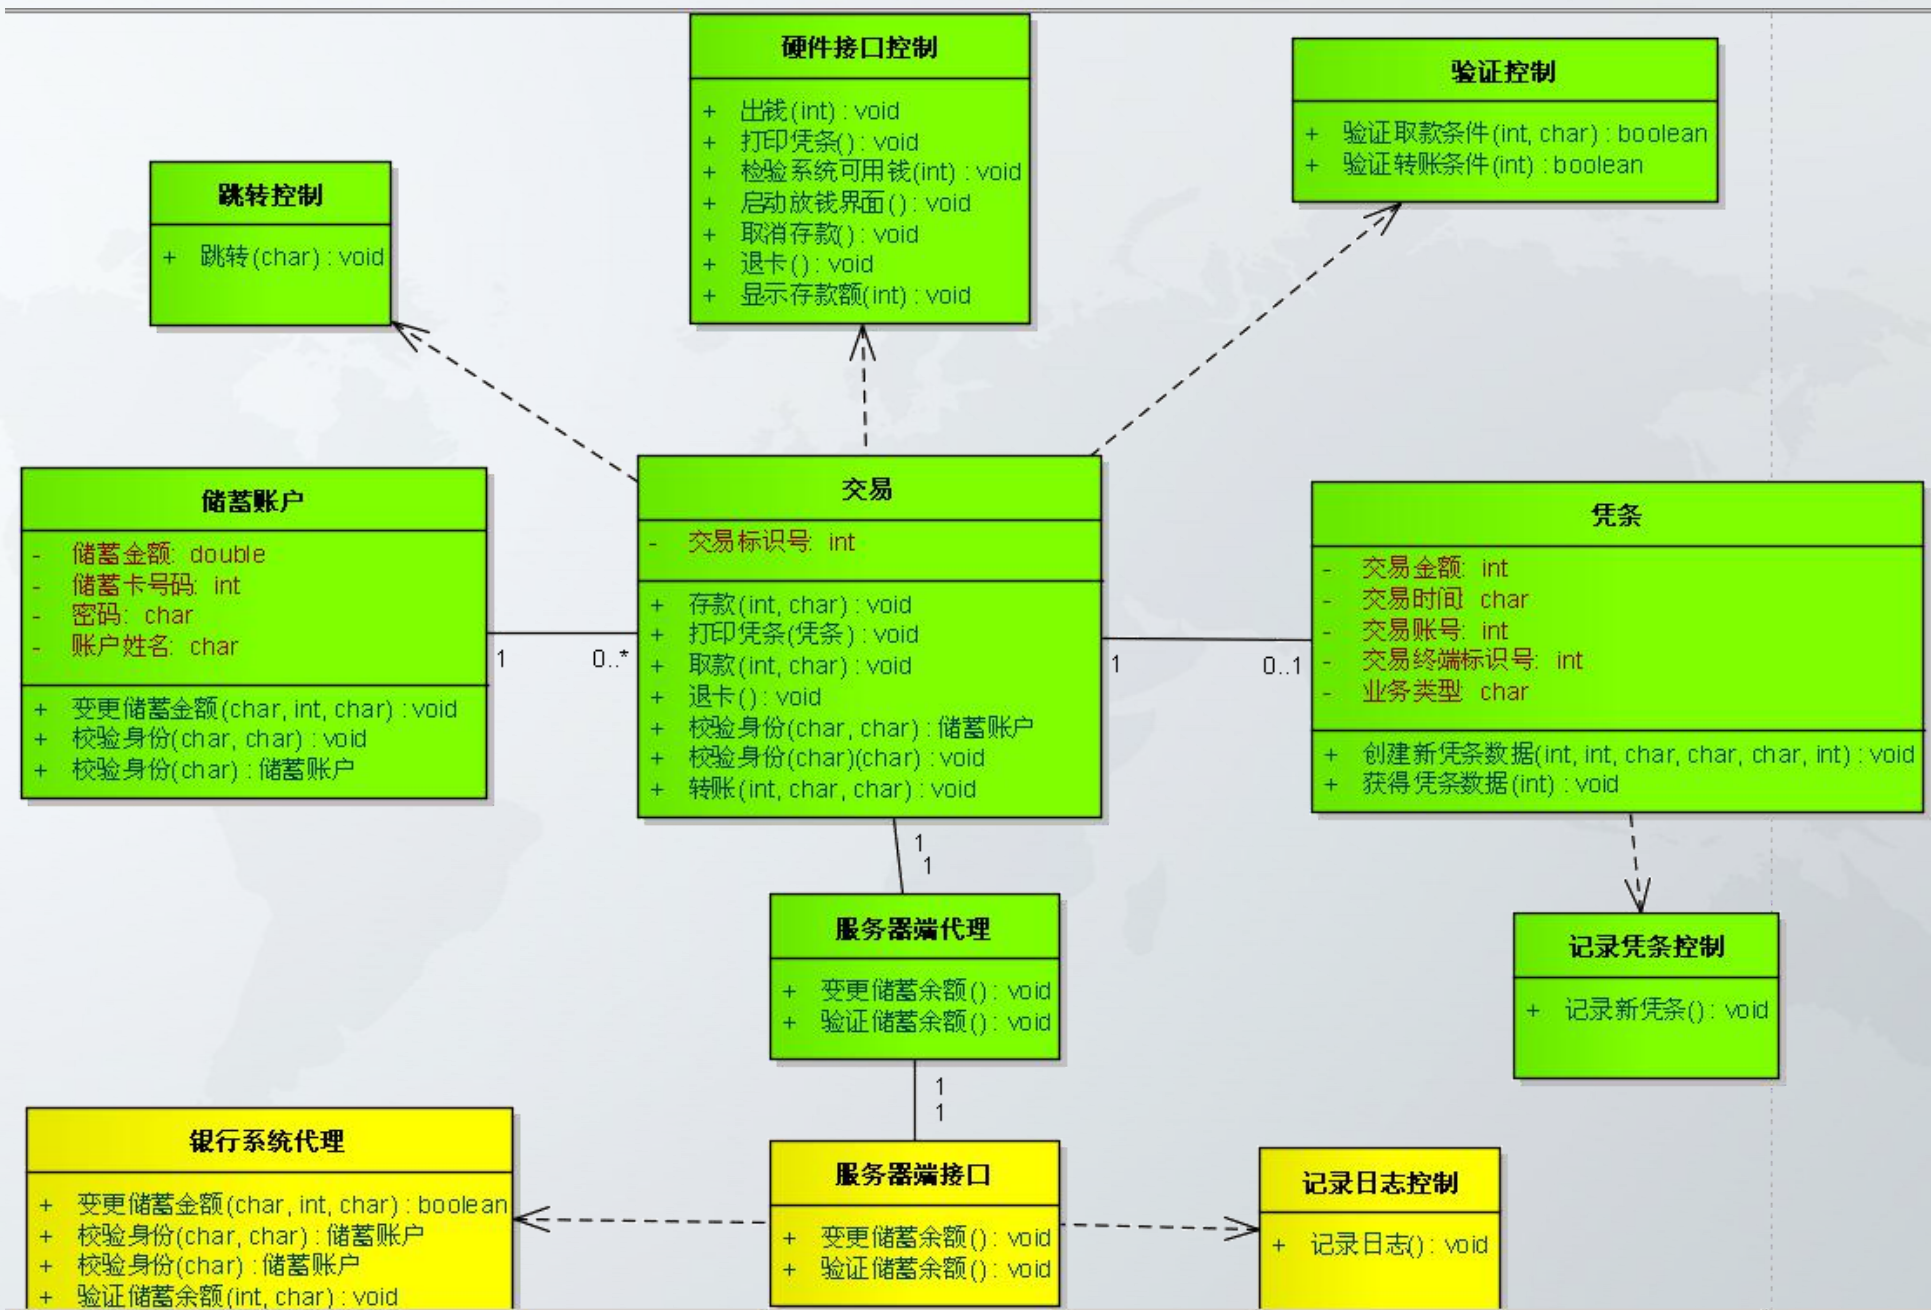 硬件接口控制
+ 出钱(int) : void
+ 打印凭条() : void
+ 检验系统可用钱(int) : void
+ 启动放钱界面() : void
+ 取消存款() : void
+ 退卡() : void
+ 显示存款额(int) : void
验证控制
+ 验证取款条件(int, char) : boolean
+ 验证转账条件(int) : boolean
跳转控制
+ 跳转(char) : void
储蓄账户
- 储蓄金额: double
- 储蓄卡号码: int
- 密码: char
- 账户姓名: char
+ 变更储蓄金额(char, int, char) : void
+ 校验身份(char, char) : void
+ 校验身份(char) : 储蓄账户
1
0..*
交易
- 交易标识号: int
+ 存款(int, char) : void
+ 打印凭条(凭条) : void
+ 取款(int, char) : void
+ 退卡() : void
+ 校验身份(char, char) : 储蓄账户
+ 校验身份(char)(char) : void
+ 转账(int, char, char) : void
1
0..1
凭条
- 交易金额: int
- 交易时间: char
- 交易账号: int
- 交易终端标识号: int
- 业务类型: char
+ 创建新凭条数据(int, int, char, char, char, int) : void
+ 获得凭条数据(int) : void
1
1
服务器端代理
+ 变更储蓄余额() : void
+ 验证储蓄余额() : void
记录凭条控制
+ 记录新凭条() : void
1
1
银行系统代理
+ 变更储蓄金额(char, int, char) : boolean
+ 校验身份(char, char) : 储蓄账户
+ 校验身份(char) : 储蓄账户
+ 验证储蓄余额(int, char) : void
服务器端接口
+ 变更储蓄余额() : void
+ 验证储蓄余额() : void
记录日志控制
+ 记录日志() : void